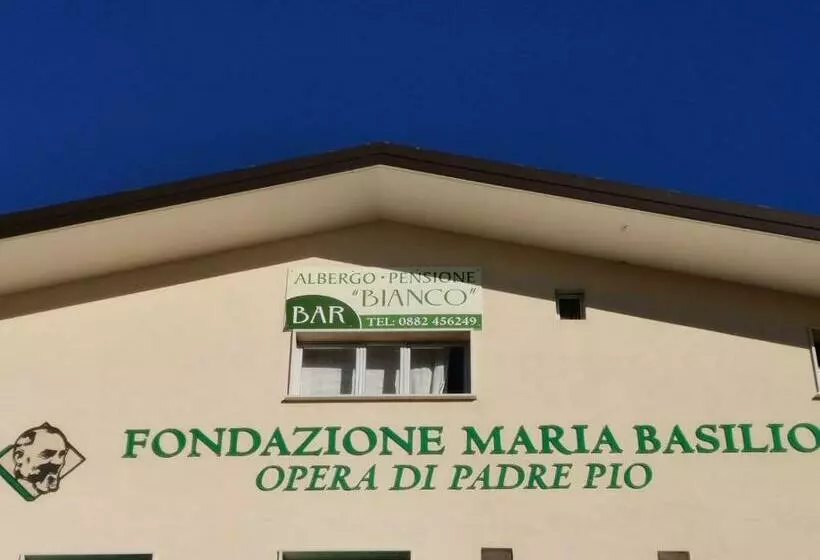 ALBERGO · PENSIONE
"BIANCO"
BAR
TEL: 0882 456249
FONDAZIONE MARIA BASILIO
OPERA DI PADRE PIO